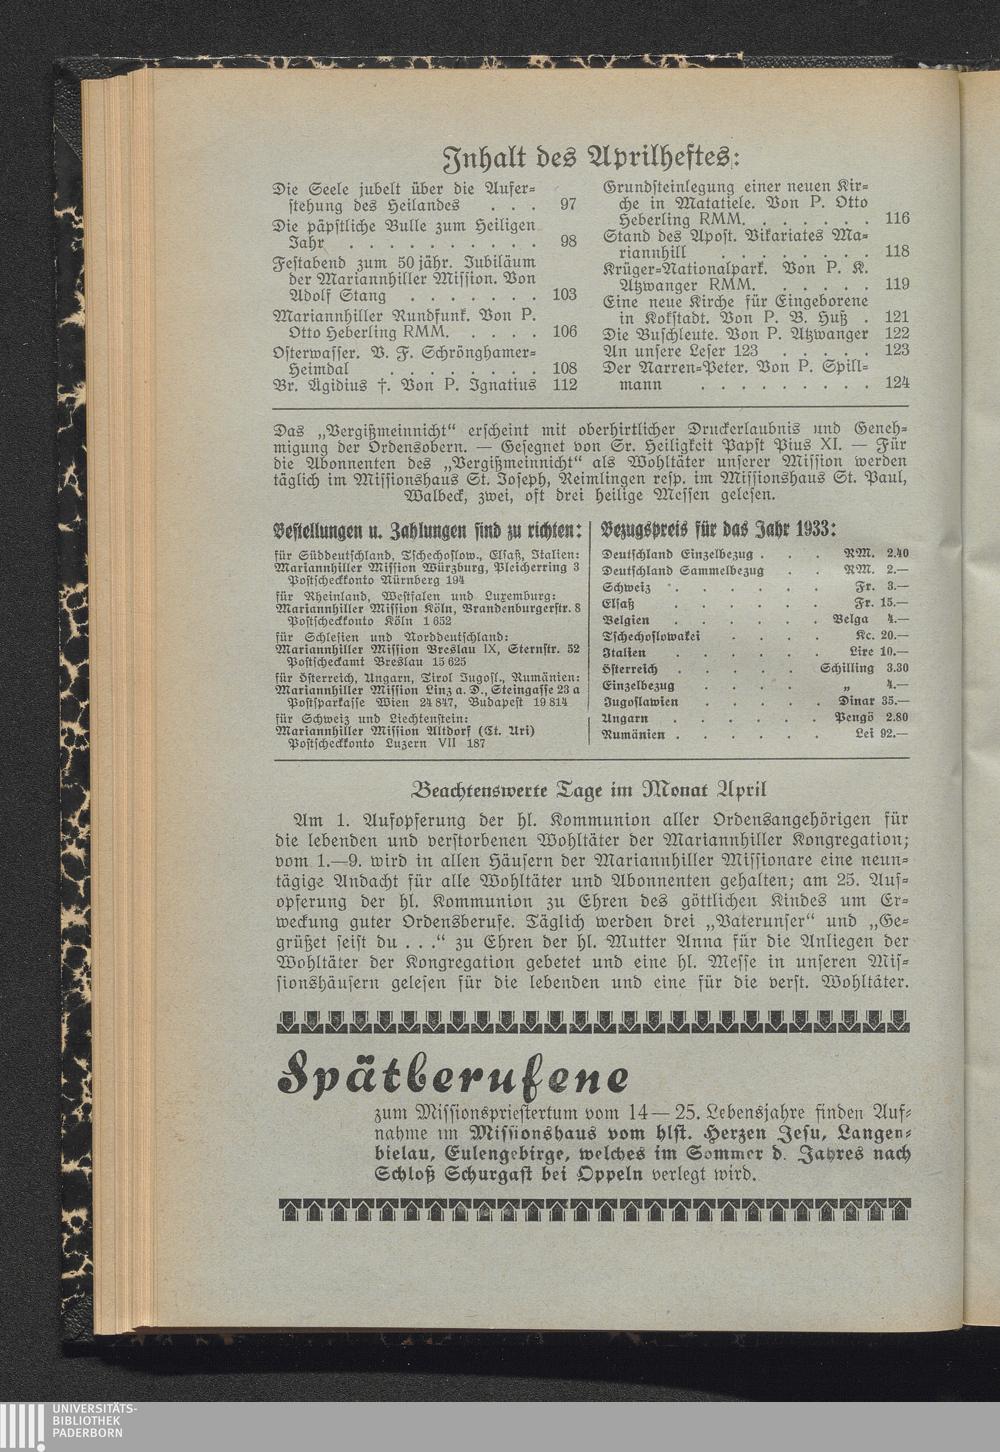 Inhalt des Aprilheftes:
Die Seele jubelt über die Aufer-
stehung des Heilandes . . . 97
Die päpstliche Bulle zum Heiligen
Jahr . . . . . . . . . . 98
Festabend zum 50 jähr. Jubiläum
der Mariannhiller Mission. Von
Adolf Stang . . . . . . . 103
Mariannhiller Rundfunk. Von P.
Otto Heberling RMM. . . . . 106
Osterwasser. V. F. Schrönghamer-
Heimdal . . . . . . . . 108
Br. Ägidius †. Von P. Ignatius 112
Grundsteinlegung einer neuen Kir-
che in Matatiele. Von P. Otto
Heberling RMM. . . . . . . 116
Stand des Apost. Vikariates Ma-
riannhill . . . . . . . . 118
Krüger-Nationalpark. Von P. K.
Atzwanger RMM. . . . . . 119
Eine neue Kirche für Eingeborene
in Kokstadt. Von P. B. Huß . 121
Die Buschleute. Von P. Atzwanger 122
An unsere Leser 123 . . . . . 123
Der Narren-Peter. Von P. Spill-
mann . . . . . . . . . 124
Das „Vergißmeinnicht“ erscheint mit oberhirtlicher Druckerlaubnis und Geneh-
migung der Ordensobern. — Gesegnet von Sr. Heiligkeit Papst Pius XI. — Für
die Abonnenten des „Vergißmeinnicht“ als Wohltäter unserer Mission werden
täglich im Missionshaus St. Joseph, Reimlingen resp. im Missionshaus St. Paul,
Walbeck, zwei, oft drei heilige Messen gelesen.
Bestellungen u. Zahlungen sind zu richten:
für Süddeutschland, Tschechoslow., Elsaß, Italien:
Mariannhiller Mission Würzburg, Pleicherring 3
Postscheckkonto Nürnberg 194
für Rheinland, Westfalen und Luxemburg:
Mariannhiller Mission Köln, Brandenburgerstr. 8
Postscheckkonto Köln 1 652
für Schlesien und Norddeutschland:
Mariannhiller Mission Breslau IX, Sternstr. 52
Postscheckamt Breslau 15 625
für Österreich, Ungarn, Tirol Jugosl., Rumänien:
Mariannhiller Mission Linz a. D., Steingasse 23 a
Postsparkasse Wien 24 847, Budapest 19 814
für Schweiz und Liechtenstein:
Mariannhiller Mission Altdorf (Ct. Uri)
Postscheckkonto Luzern VII 187
Bezugspreis für das Jahr 1933:
Deutschland Einzelbezug . . . RM. 2.40
Deutschland Sammelbezug . . RM. 2.—
Schweiz . . . . . . Fr. 3.—
Elsaß . . . . . . Fr. 15.—
Belgien . . . . . . Belga 4.—
Tschechoslowakei . . . . Kc. 20.—
Italien . . . . . . Lire 10.—
Österreich . . . . . Schilling 3.30
Einzelbezug . . . . „ 4.—
Jugoslawien . . . . . Dinar 35.—
Ungarn . . . . . . Pengö 2.80
Rumänien . . . . . . Lei 92.—
Beachtenswerte Tage im Monat April
Am 1. Aufopferung der hl. Kommunion aller Ordensangehörigen für
die lebenden und verstorbenen Wohltäter der Mariannhiller Kongregation;
vom 1.—9. wird in allen Häusern der Mariannhiller Missionare eine neun-
tägige Andacht für alle Wohltäter und Abonnenten gehalten; am 25. Auf-
opferung der hl. Kommunion zu Ehren des göttlichen Kindes um Er-
weckung guter Ordensberufe. Täglich werden drei „Vaterunser“ und „Ge-
grüßet seist du . . .“ zu Ehren der hl. Mutter Anna für die Anliegen der
Wohltäter der Kongregation gebetet und eine hl. Messe in unseren Mis-
sionshäusern gelesen für die lebenden und eine für die verst. Wohltäter.
Spätberufene
zum Missionspriestertum vom 14 — 25. Lebensjahre finden Auf-
nahme im Missionshaus vom hlst. Herzen Jesu, Langen-
bielau, Eulengebirge, welches im Sommer d. Jahres nach
Schloß Schurgast bei Oppeln verlegt wird.
UNIVERSITÄTS-
BIBLIOTHEK
PADERBORN